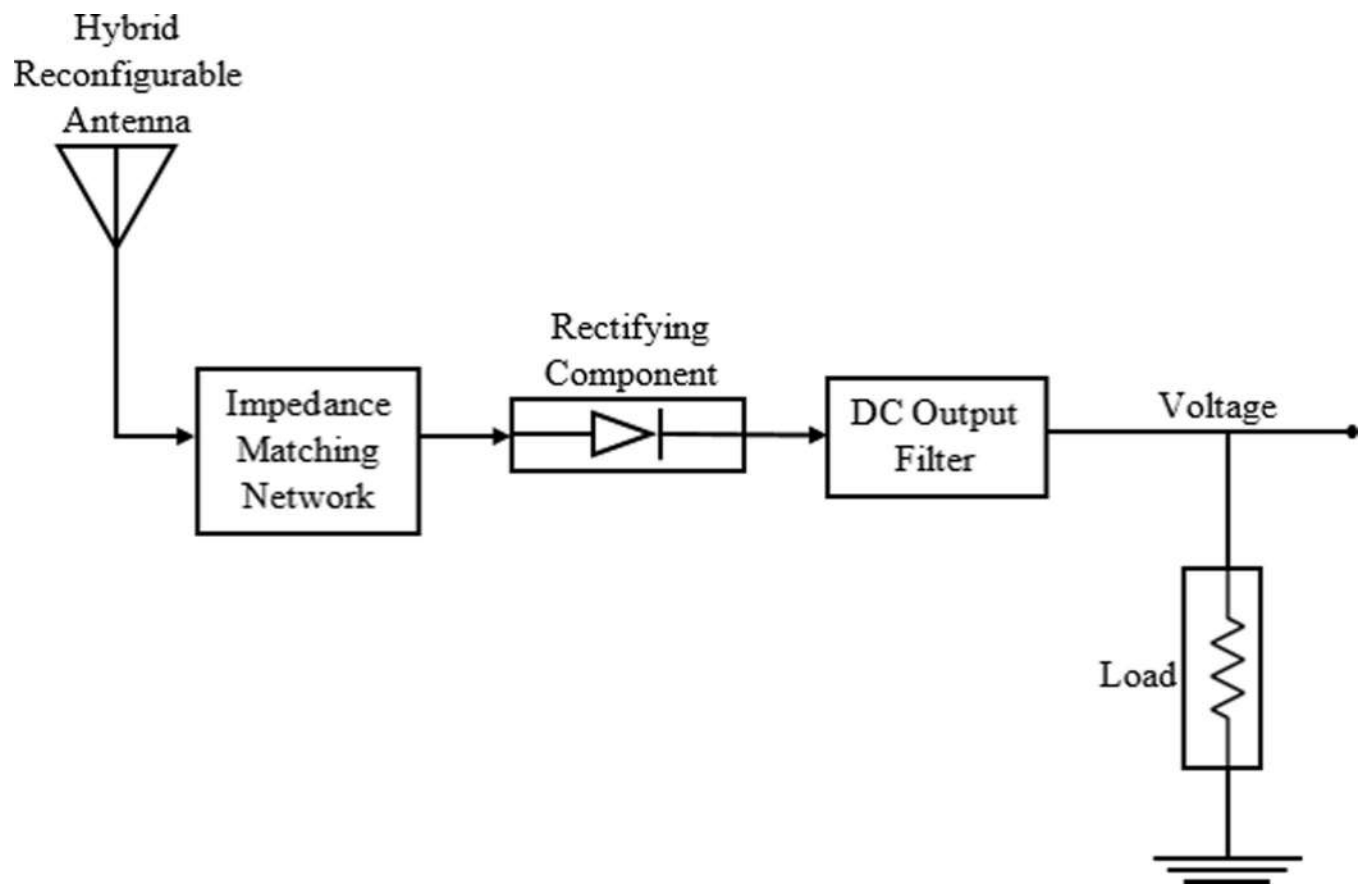 Hybrid
Reconfigurable
Antenna
Impedance
Matching
Network
Rectifying
Component
DC Output
Filter
Voltage
Load